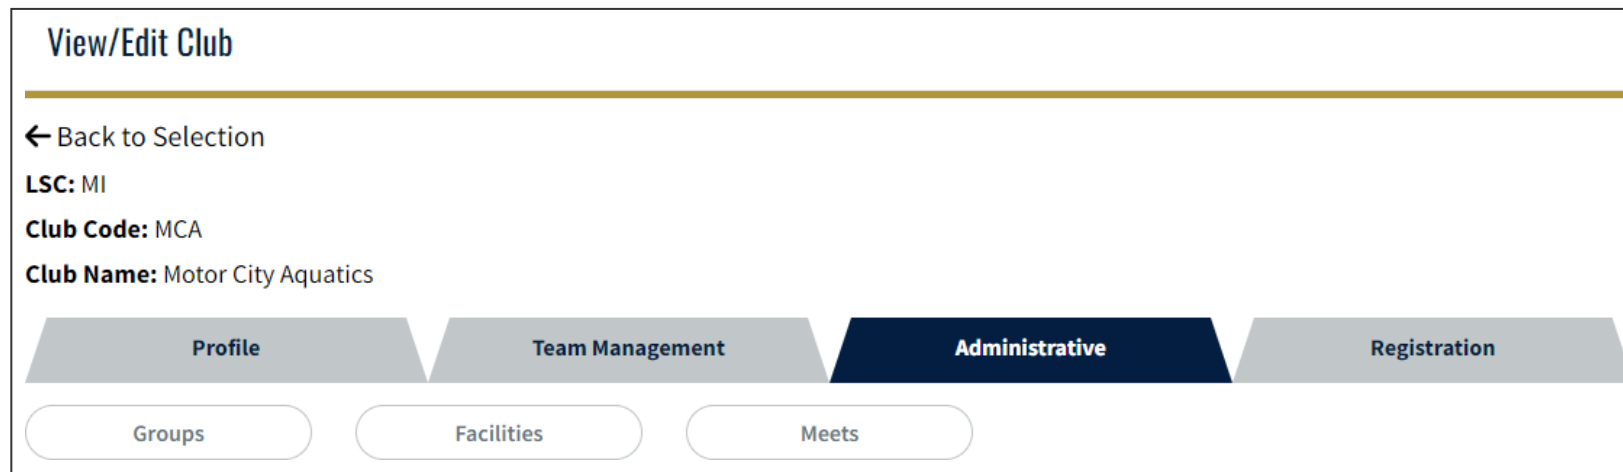 View/Edit Club
Back to Selection
LSC: MI
Club Code: MCA
Club Name: Motor City Aquatics
Profile Team Management Administrative Registration
Groups Facilities Meets